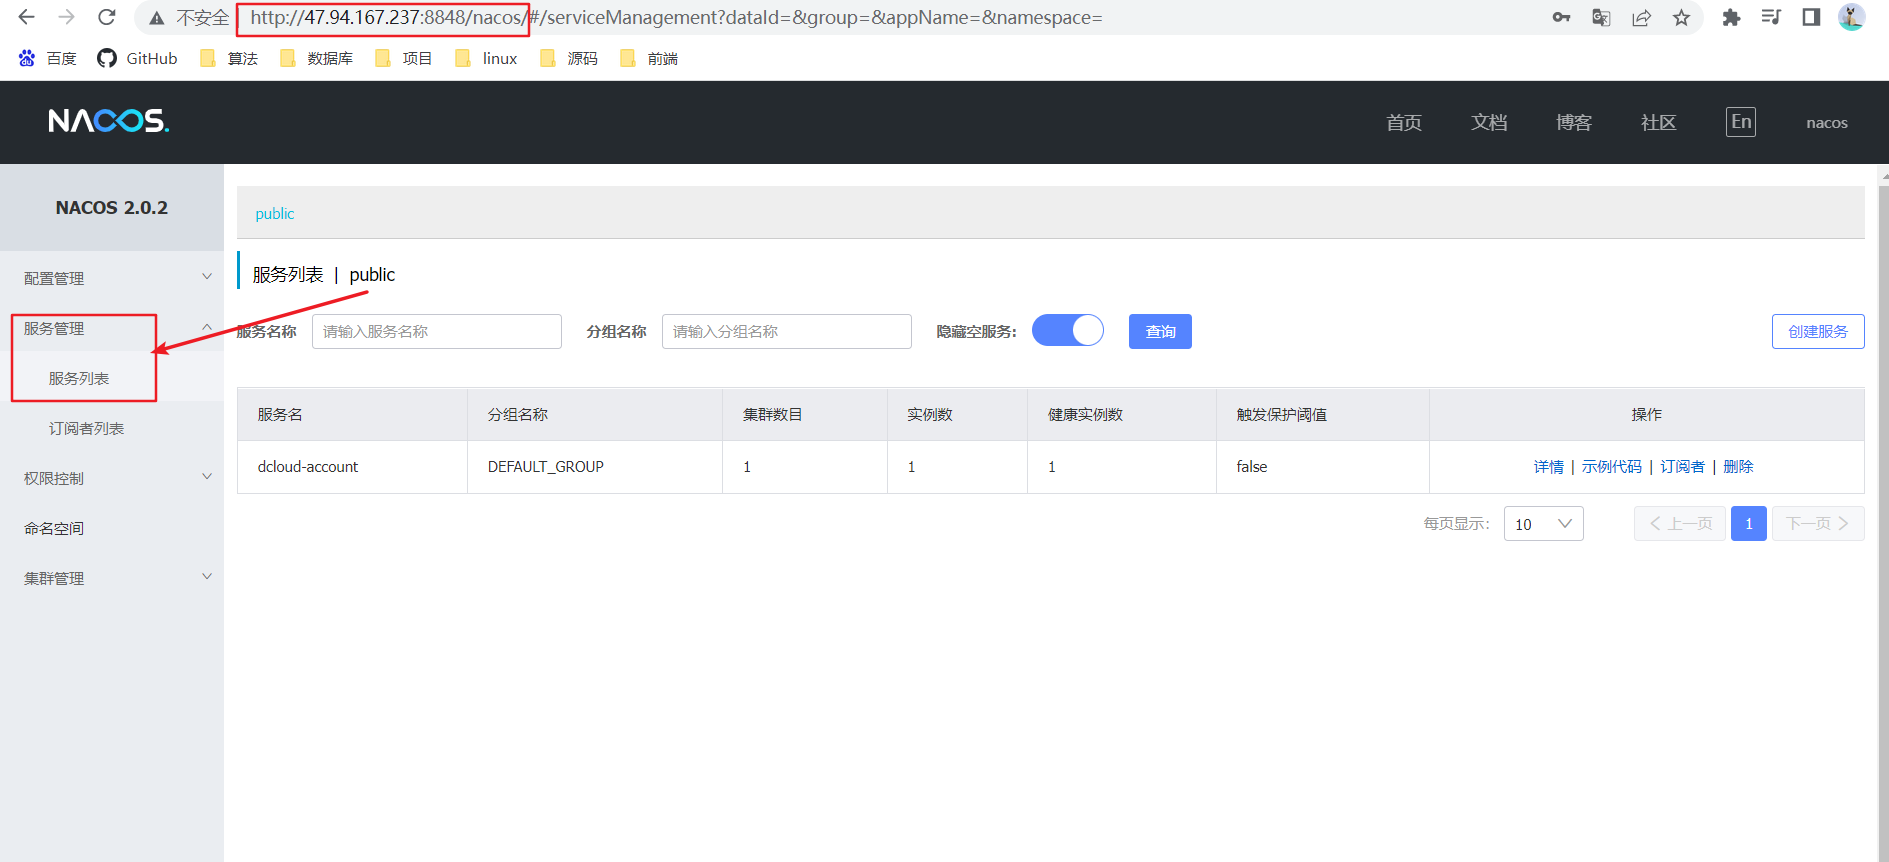 不安全 http://47.94.167.237:8848/nacos/#/serviceManagement?dataId=&group=&appName=&namespace=
百度 GitHub 算法 数据库 项目 linux 源码 前端
NACOS. 首页 文档 博客 社区 En nacos
NACOS 2.0.2
配置管理
服务管理
服务列表
订阅者列表
权限控制
命名空间
集群管理
public
服务列表 | public
服务名称 请输入服务名称 分组名称 请输入分组名称 隐藏空服务: 查询 创建服务
服务名 分组名称 集群数目 实例数 健康实例数 触发保护阈值 操作
dcloud-account DEFAULT_GROUP 1 1 1 false 详情 | 示例代码 | 订阅者 | 删除
每页显示: 10 上一页 1 下一页